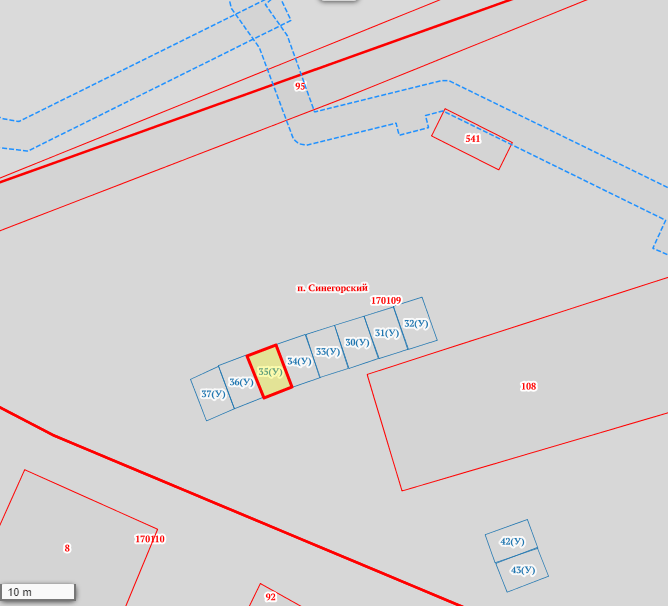 95
541
п. Синегорский
170109
32(У)
31(У)
30(У)
33(У)
34(У)
35(У)
36(У)
37(У)
108
42(У)
43(У)
170110
8
92
10 m